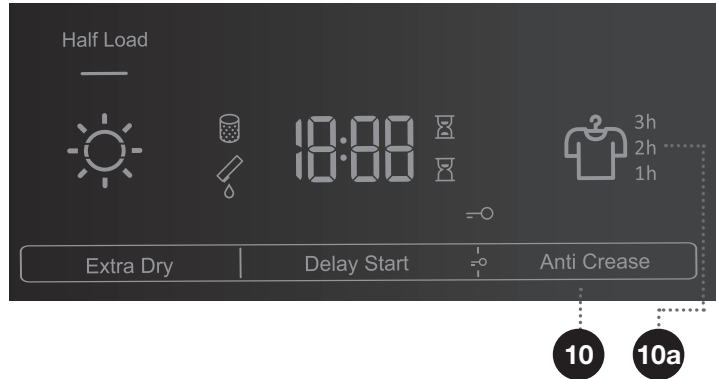 Half Load
18:88
3h
2h
1h
Extra Dry
Delay Start
Anti Crease
10
10a